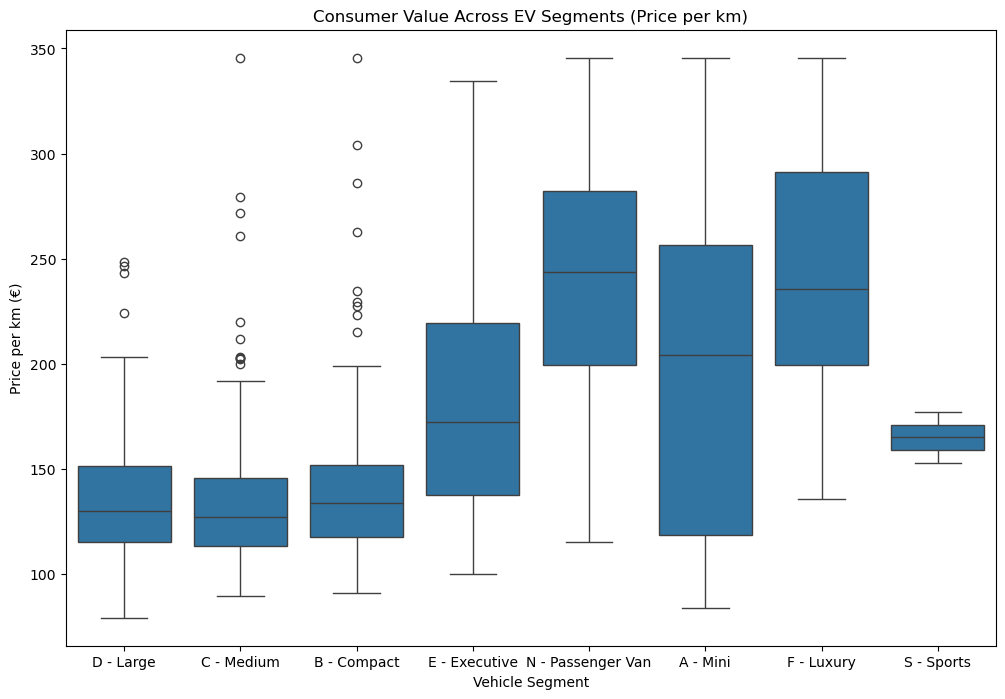 Consumer Value Across EV Segments (Price per km)
Price per km (€)
350
300
250
200
150
100
D - Large
C - Medium
B - Compact
E - Executive
N - Passenger Van
A - Mini
F - Luxury
S - Sports
Vehicle Segment